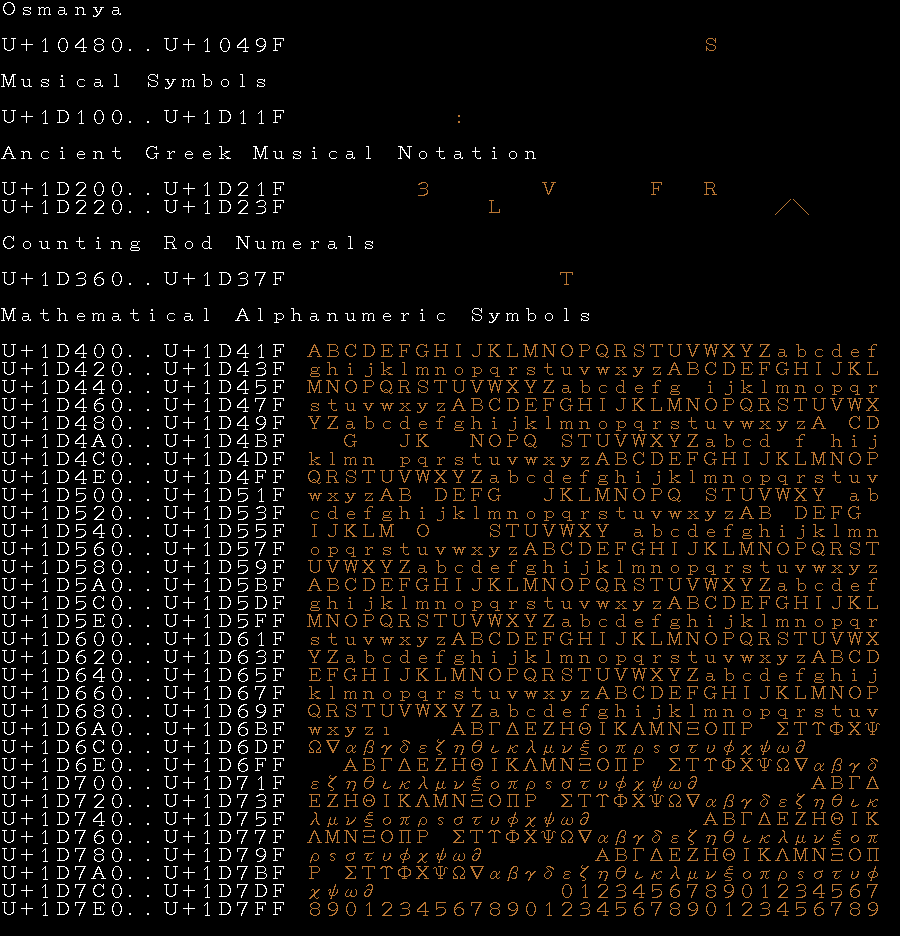 Osmanya
U+10480..U+1049F S
Musical Symbols
U+1D100..U+1D11F :
Ancient Greek Musical Notation
U+1D200..U+1D21F 3 V F R
U+1D220..U+1D23F L ╱╲
Counting Rod Numerals
U+1D360..U+1D37F T
Mathematical Alphanumeric Symbols
U+1D400..U+1D41F ABCDEFGHIJKLMNOPQRSTUVWXYZabcdef
U+1D420..U+1D43F ghijklmnopqrstuvwxyzABCDEFGHIJKL
U+1D440..U+1D45F MNOPQRSTUVWXYZabcdefg ijklmnopqr
U+1D460..U+1D47F stuvwxyzABCDEFGHIJKLMNOPQRSTUVWX
U+1D480..U+1D49F YZabcdefghijklmnopqrstuvwxyzA CD
U+1D4A0..U+1D4BF   G  JK  NOPQ STUVWXYZabcd f hij
U+1D4C0..U+1D4DF klmn pqrstuvwxyzABCDEFGHIJKLMNOP
U+1D4E0..U+1D4FF QRSTUVWXYZabcdefghijklmnopqrstuv
U+1D500..U+1D51F wxyzAB DEFG  JKLMNOPQ STUVWXY ab
U+1D520..U+1D53F cdefghijklmnopqrstuvwxyzAB DEFG
U+1D540..U+1D55F IJKLM O   STUVWXY abcdefghijklmn
U+1D560..U+1D57F opqrstuvwxyzABCDEFGHIJKLMNOPQRST
U+1D580..U+1D59F UVWXYZabcdefghijklmnopqrstuvwxyz
U+1D5A0..U+1D5BF ABCDEFGHIJKLMNOPQRSTUVWXYZabcdef
U+1D5C0..U+1D5DF ghijklmnopqrstuvwxyzABCDEFGHIJKL
U+1D5E0..U+1D5FF MNOPQRSTUVWXYZabcdefghijklmnopqr
U+1D600..U+1D61F stuvwxyzABCDEFGHIJKLMNOPQRSTUVWX
U+1D620..U+1D63F YZabcdefghijklmnopqrstuvwxyzABCD
U+1D640..U+1D65F EFGHIJKLMNOPQRSTUVWXYZabcdefghij
U+1D660..U+1D67F klmnopqrstuvwxyzABCDEFGHIJKLMNOP
U+1D680..U+1D69F QRSTUVWXYZabcdefghijklmnopqrstuv
U+1D6A0..U+1D6BF wxyzı   ΑΒΓΔΕΖΗΘΙΚΛΜΝΞΟΠΡ ΣΤΥΦΧΨ
U+1D6C0..U+1D6DF Ω∇αβγδεζηθικλμνξοπρςστυφχψω∂
U+1D6E0..U+1D6FF   ΑΒΓΔΕΖΗΘΙΚΛΜΝΞΟΠΡ ΣΤΥΦΧΨΩ∇αβγδ
U+1D700..U+1D71F εζηθικλμνξοπρςστυφχψω∂      ΑΒΓΔ
U+1D720..U+1D73F ΕΖΗΘΙΚΛΜΝΞΟΠΡ ΣΤΥΦΧΨΩ∇αβγδεζηθικ
U+1D740..U+1D75F λμνξοπρςστυφχψω∂      ΑΒΓΔΕΖΗΘΙΚ
U+1D760..U+1D77F ΛΜΝΞΟΠΡ ΣΤΥΦΧΨΩ∇αβγδεζηθικλμνξοπ
U+1D780..U+1D79F ρςστυφχψω∂      ΑΒΓΔΕΖΗΘΙΚΛΜΝΞΟΠ
U+1D7A0..U+1D7BF Ρ ΣΤΥΦΧΨΩ∇αβγδεζηθικλμνξοπρςστυφ
U+1D7C0..U+1D7DF χψω∂          012345678901234567
U+1D7E0..U+1D7FF 89012345678901234567890123456789